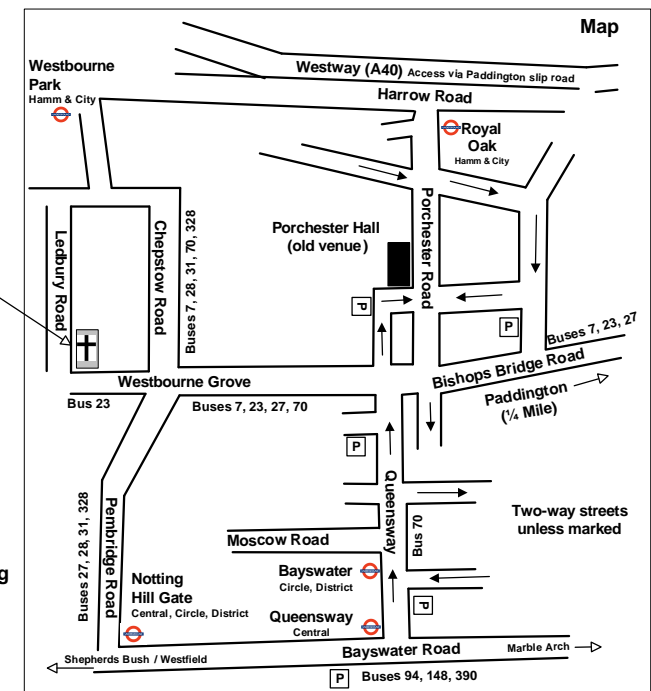 Map
Westbourne
Park
Hamm & City
Westway (A40) Access via Paddington slip road
Harrow Road
Royal
Oak
Hamm & City
Porchester Road
Porchester Hall
(old venue)
Ledbury Road
Chepstow Road
Buses 7, 28, 31, 70, 328
P
P
Buses 7, 23, 27
Bishops Bridge Road
Paddington
(¼ Mile)
Westbourne Grove
Bus 23
Buses 7, 23, 27, 70
P
Queensway
Bus 70
Two-way streets
unless marked
Buses 27, 28, 31, 328
Pembridge Road
Moscow Road
g
Notting
Hill Gate
Central, Circle, District
Bayswater
Circle, District
Queensway
Central
P
Bayswater Road
Marble Arch
Shepherds Bush / Westfield
P
Buses 94, 148, 390